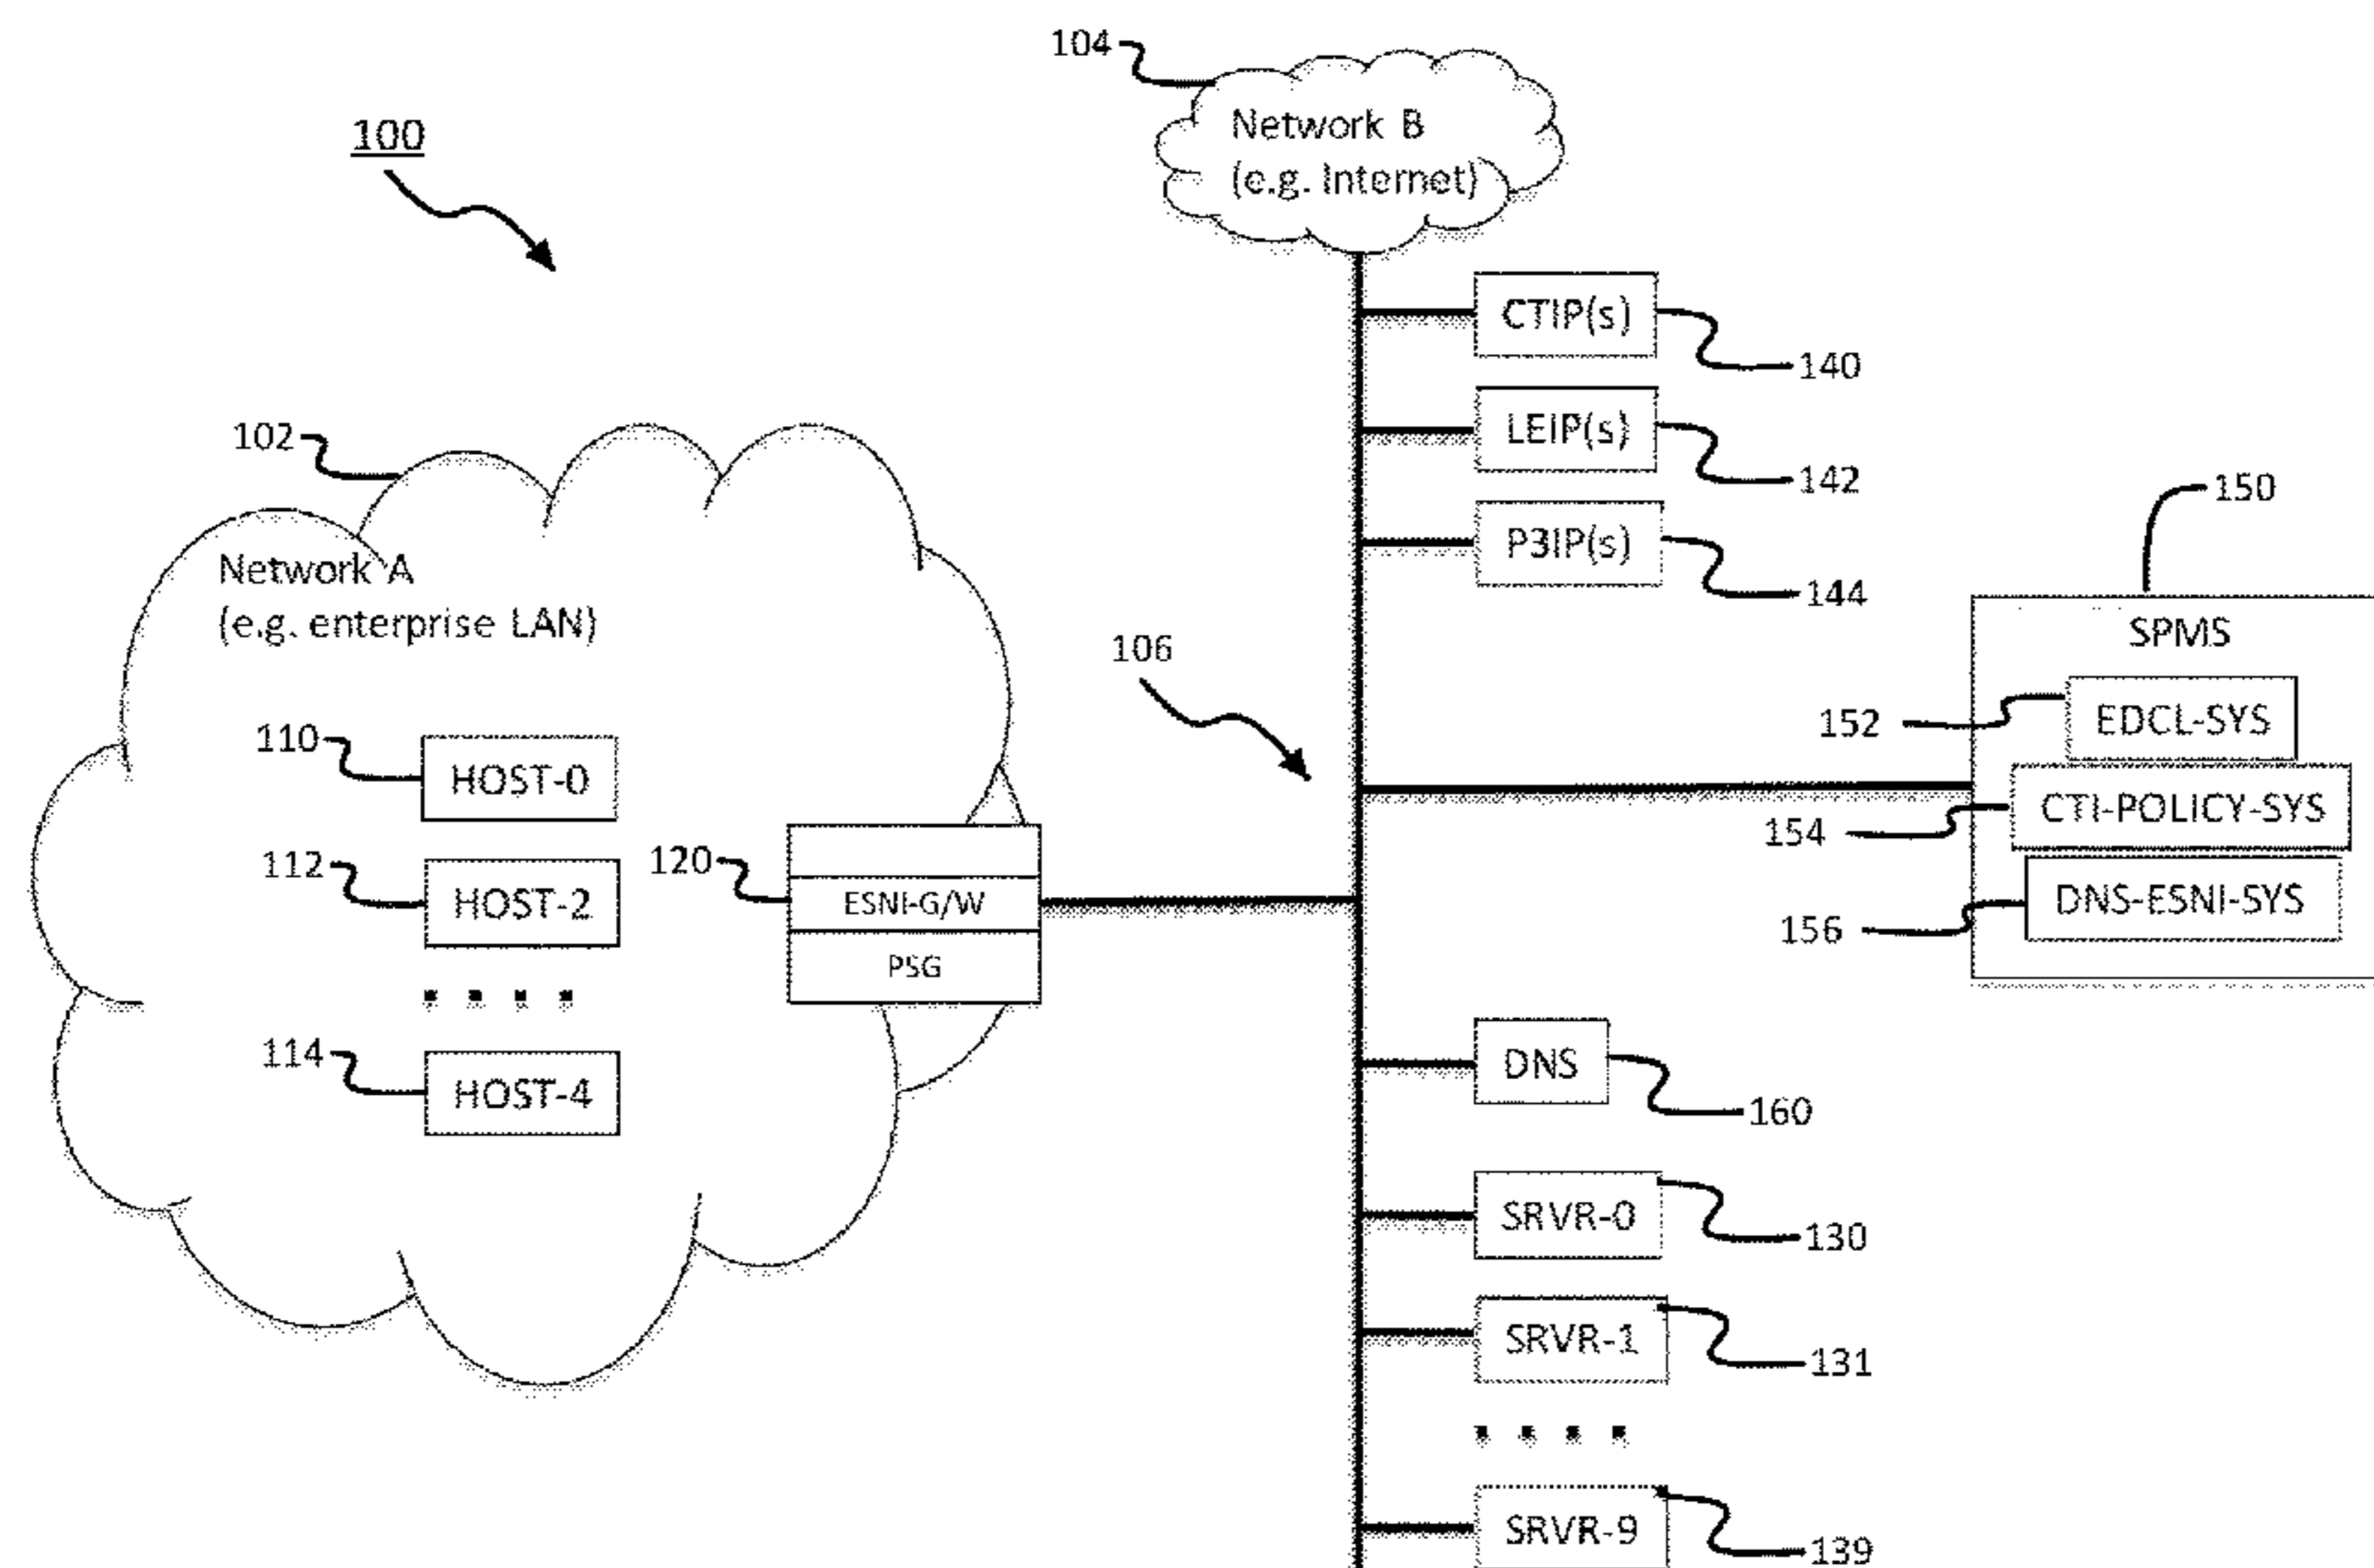 104
Network B
(e.g. Internet)
100
CTIP(s)
140
102
LEIP(s)
142
150
P3IP(s)
144
Network A
(e.g. enterprise LAN)
106
SPMS
152
EDCL-SYS
110
HOST-0
154
CTI-POLICY-SYS
112
HOST-2
120
ESNI-G/W
156
DNS-ESNI-SYS
PSG
114
HOST-4
DNS
160
SRVR-0
130
SRVR-1
131
SRVR-9
139